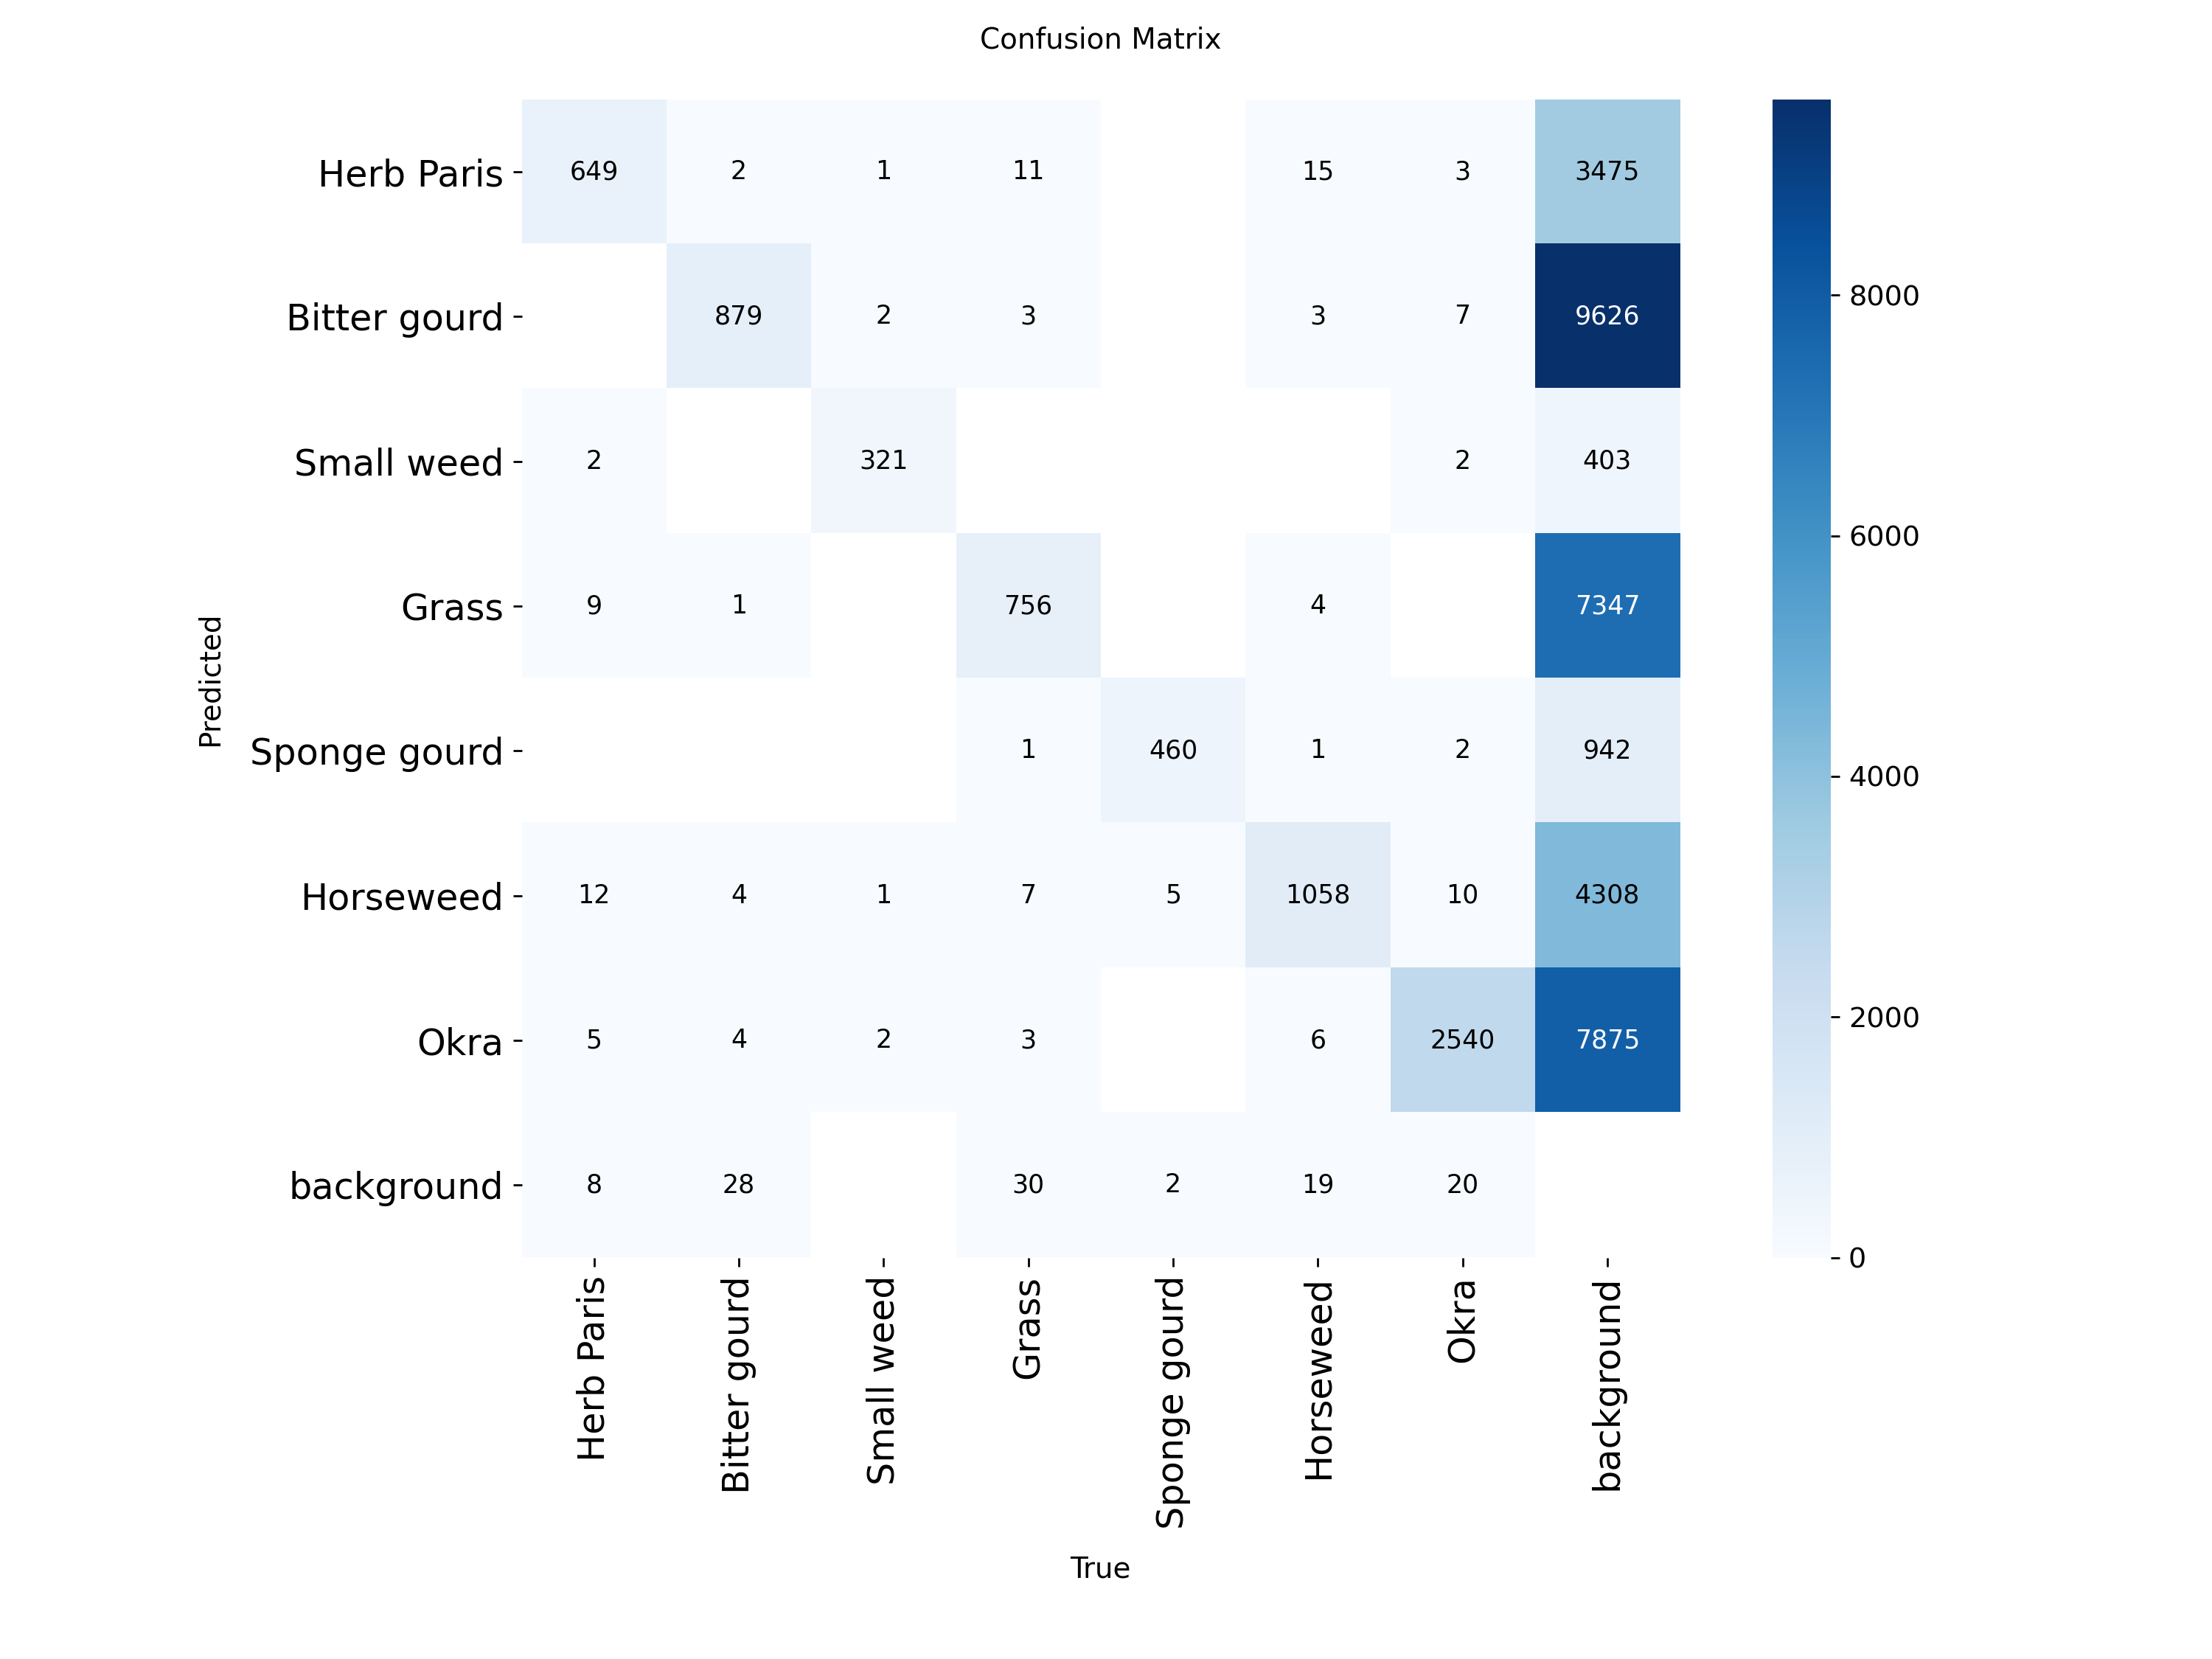 Confusion Matrix
Herb Paris 649 2 1 11 15 3 3475
Bitter gourd 879 2 3 3 7 9626
8000
Small weed 2 321 2 403
6000
Grass 9 1 756 4 7347
Predicted
Sponge gourd 1 460 1 2 942
4000
Horseweed 12 4 1 7 5 1058 10 4308
2000
Okra 5 4 2 3 6 2540 7875
background 8 28 30 2 19 20
0
Herb Paris
Bitter gourd
Small weed
Grass
Sponge gourd
Horseweed
Okra
background
True